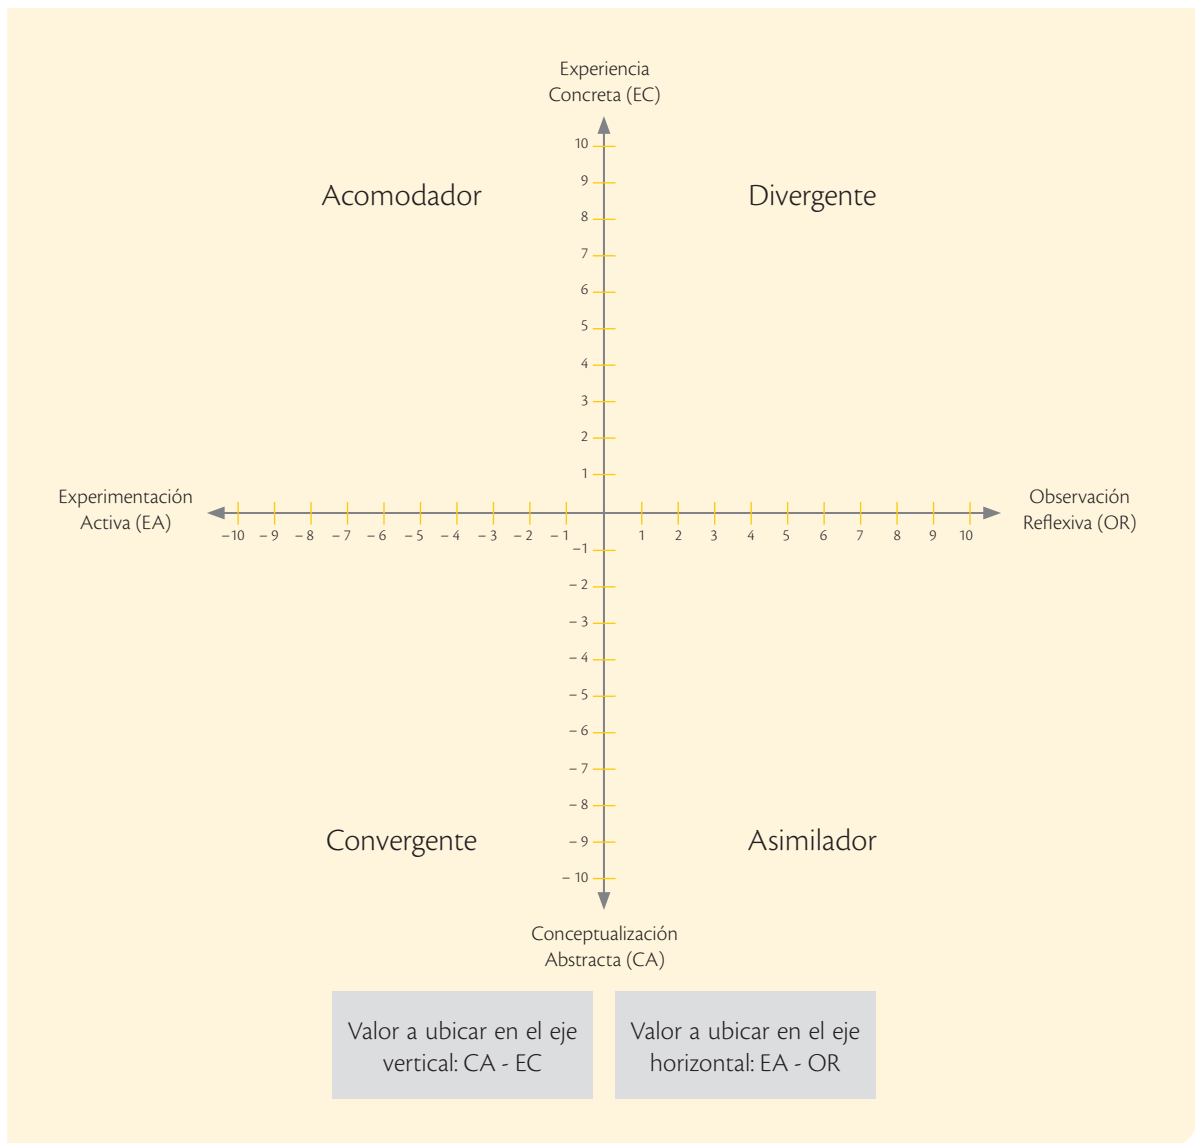 Experiencia
Concreta (EC)
10
9
Acomodador
Divergente
8
7
6
5
4
3
2
1
Experimentación
Activa (EA)
Observación
Reflexiva (OR)
–10 – 9 – 8 – 7 – 6 – 5 – 4 – 3 – 2 – 1
1 2 3 4 5 6 7 8 9 10
–1
– 2
– 3
– 4
– 5
– 6
– 7
– 8
Convergente
Asimilador
– 9
– 10
Conceptualización
Abstracta (CA)
Valor a ubicar en el eje
vertical: CA - EC
Valor a ubicar en el eje
horizontal: EA - OR